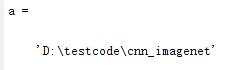 a =
'D:\testcode\cnn_imagenet'